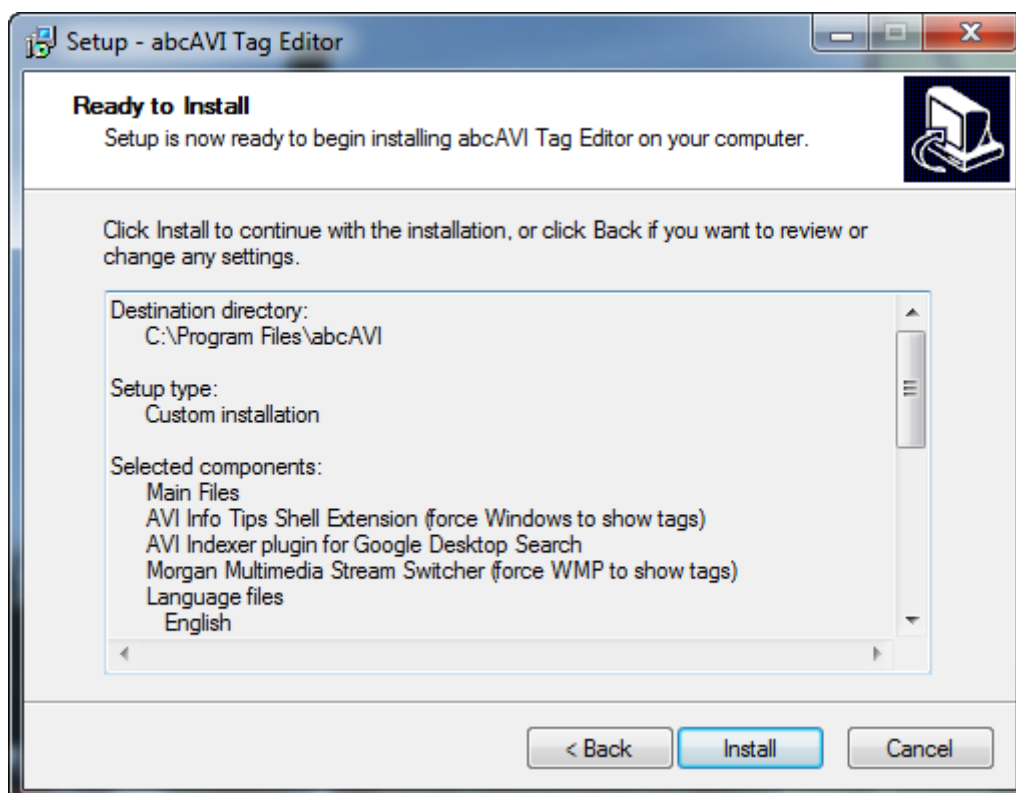 Setup - abcAVI Tag Editor
Ready to Install
Setup is now ready to begin installing abcAVI Tag Editor on your computer.
Click Install to continue with the installation, or click Back if you want to review or
change any settings.
Destination directory:
C:\Program Files\abcAVI
Setup type:
Custom installation
Selected components:
Main Files
AVI Info Tips Shell Extension (force Windows to show tags)
AVI Indexer plugin for Google Desktop Search
Morgan Multimedia Stream Switcher (force WMP to show tags)
Language files
English
< Back Install Cancel